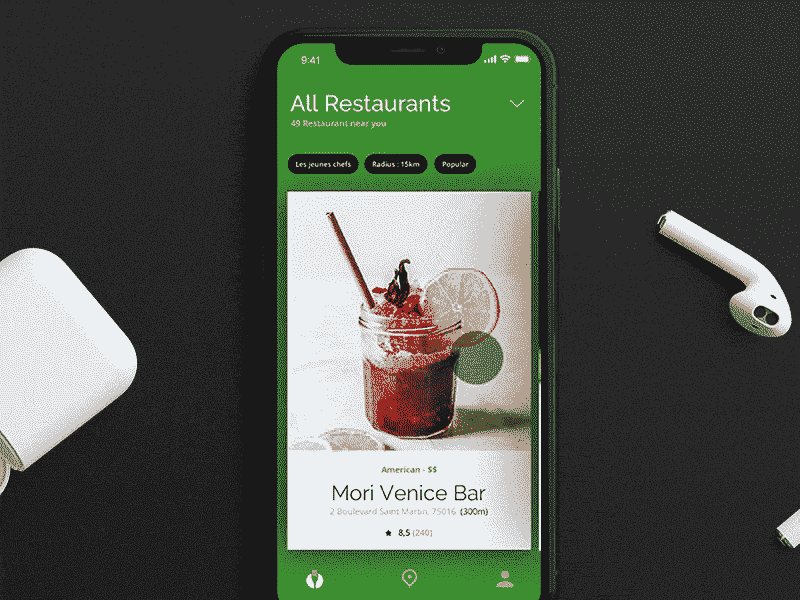 9:41
All Restaurants
49 Restaurant near you
Les jeunes chefs Radius : 15km Popular
American - $$
Mori Venice Bar
2 Boulevard Saint Martin, 75016 (300m)
8,5 (240)